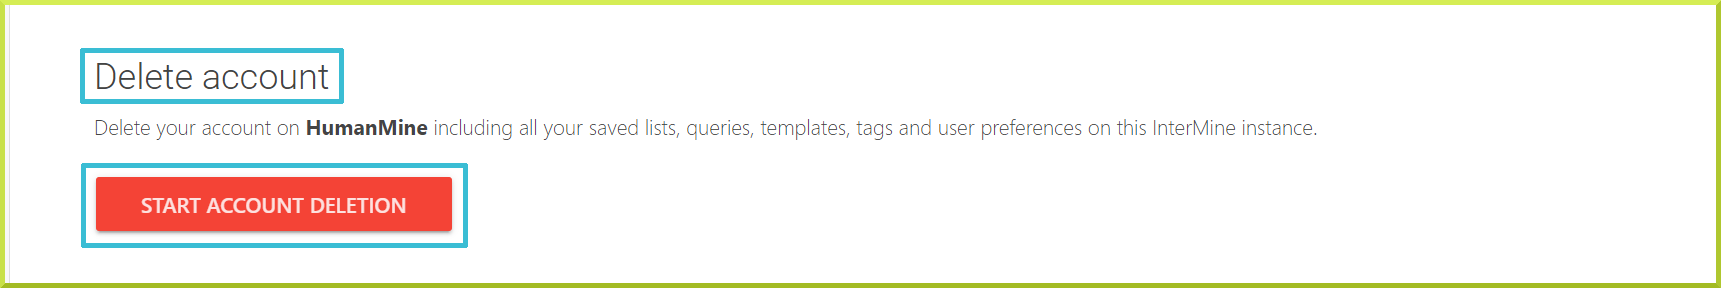 Delete account
Delete your account on HumanMine including all your saved lists, queries, templates, tags and user preferences on this InterMine instance.
START ACCOUNT DELETION